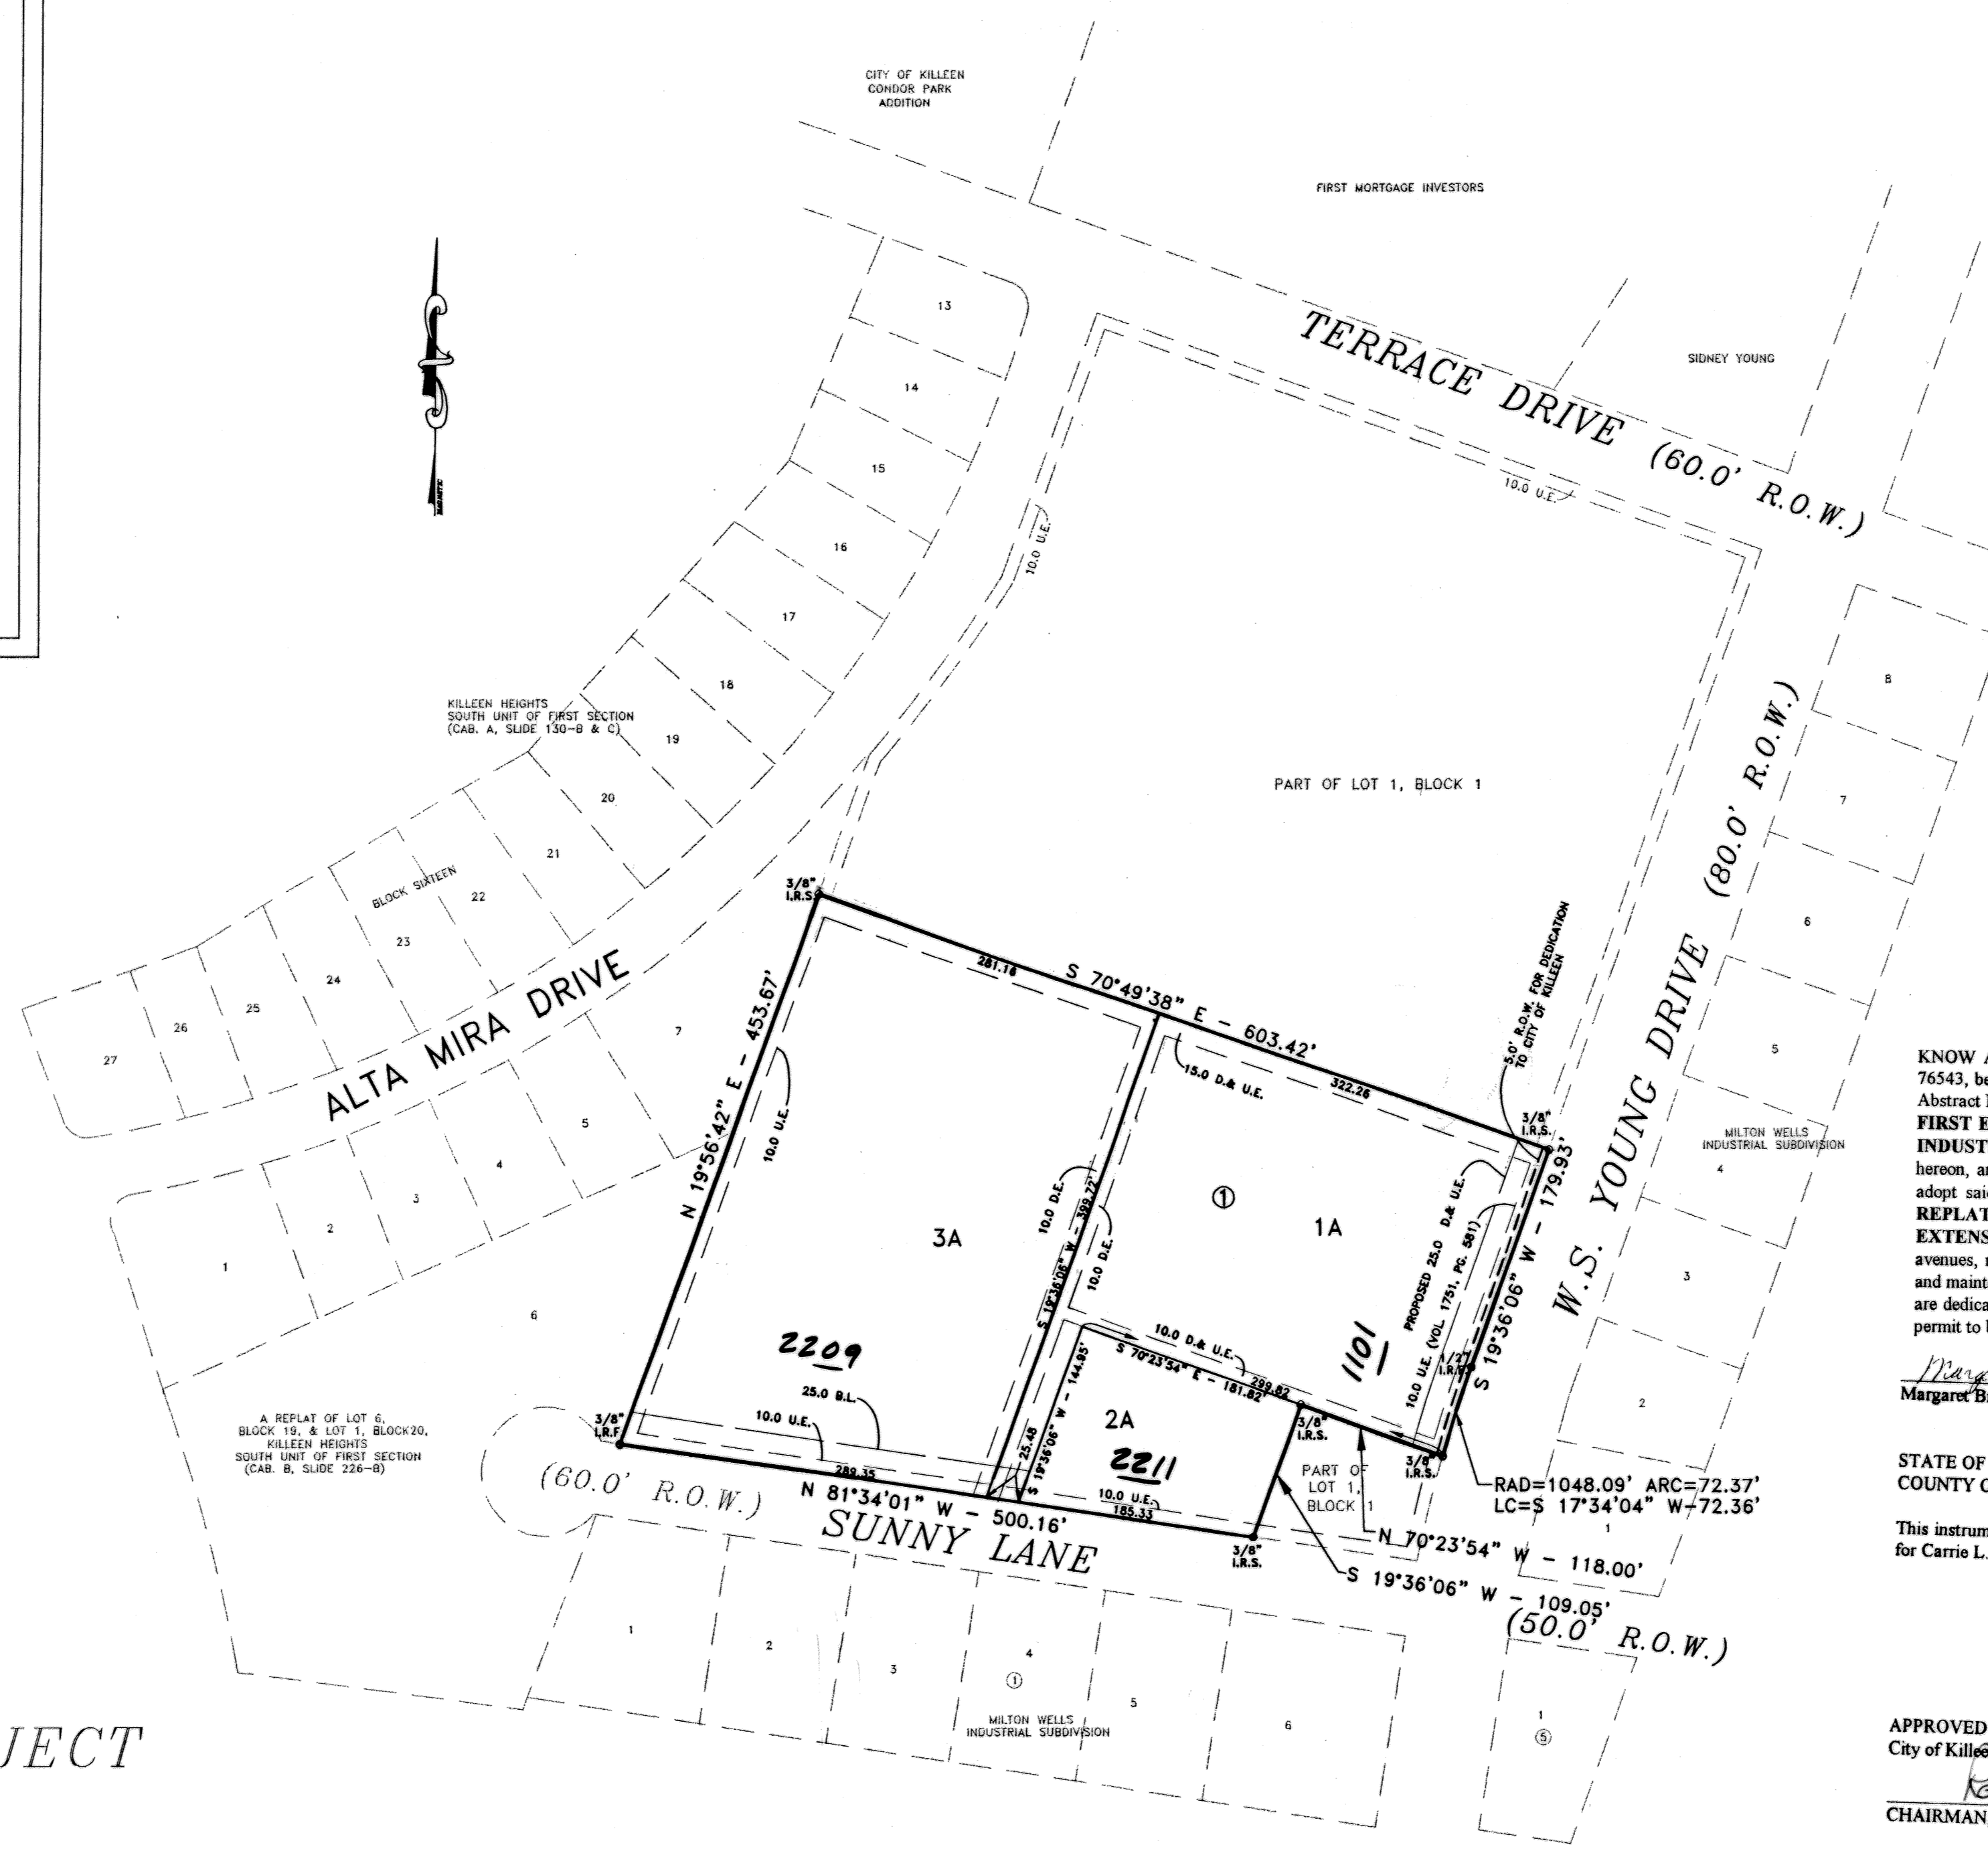 CITY OF KILLEEN
CONDOR PARK
ADDITION
FIRST MORTGAGE INVESTORS
SIDNEY YOUNG
MAGNETIC
TERRACE DRIVE (60.0' R.O.W.)
10.0 U.E.
10.0 U.E.
13
14
15
16
17
18
19
20
21
22
23
24
25
26
27
KILLEEN HEIGHTS
SOUTH UNIT OF FIRST SECTION
(CAB. A, SLIDE 130-B & C)
BLOCK SIXTEEN
ALTA MIRA DRIVE
PART OF LOT 1, BLOCK 1
W.S. YOUNG DRIVE (80.0' R.O.W.)
8
7
6
5
4
3
2
1
MILTON WELLS
INDUSTRIAL SUBDIVISION
7
5
4
3
2
1
6
3/8"
I.R.S.
281.16
S 70°49'38" E - 603.42'
322.26
5.0' R.O.W. FOR DEDICATION
TO CITY OF KILLEEN
3/8"
I.R.S.
N 19°56'42" E - 453.67'
10.0 U.E.
15.0 D.& U.E.
10.0 D.E.
S 19°36'06" W - 399.72'
10.0 D.E.
3A
1
1A
PROPOSED 25.0 D.& U.E.
10.0 U.E. (VOL. 1751, PG. 581)
S 19°36'06" W - 179.93'
1101
1/2"
I.R.F.
2209
25.0 B.L.
10.0 U.E.
3/8"
I.R.F.
289.35
10.0 D.& U.E.
S 70°23'54" E - 181.82'
299.82
25.48
S 19°36'06" W - 144.95'
2A
2211
10.0 U.E.
185.33
3/8"
I.R.S.
3/8"
I.R.S.
3/8"
I.R.S.
PART OF
LOT 1,
BLOCK 1
RAD=1048.09' ARC=72.37'
LC=S 17°34'04" W-72.36'
N 70°23'54" W - 118.00'
S 19°36'06" W - 109.05'
(50.0' R.O.W.)
A REPLAT OF LOT 6,
BLOCK 19, & LOT 1, BLOCK20,
KILLEEN HEIGHTS
SOUTH UNIT OF FIRST SECTION
(CAB. B, SLIDE 226-B)
(60.0' R.O.W.)
N 81°34'01" W - 500.16'
SUNNY LANE
1
2
3
4
1
5
6
MILTON WELLS
INDUSTRIAL SUBDIVISION
1
5
JECT
KNOW
76543, be
Abstract
FIRST E
INDUST
hereon, a
adopt sai
REPLAT
EXTENS
avenues,
and maint
are dedica
permit to
Margaret B
STATE OF
COUNTY
This instrum
for Carrie L.
APPROVED
City of Killee
CHAIRMAN